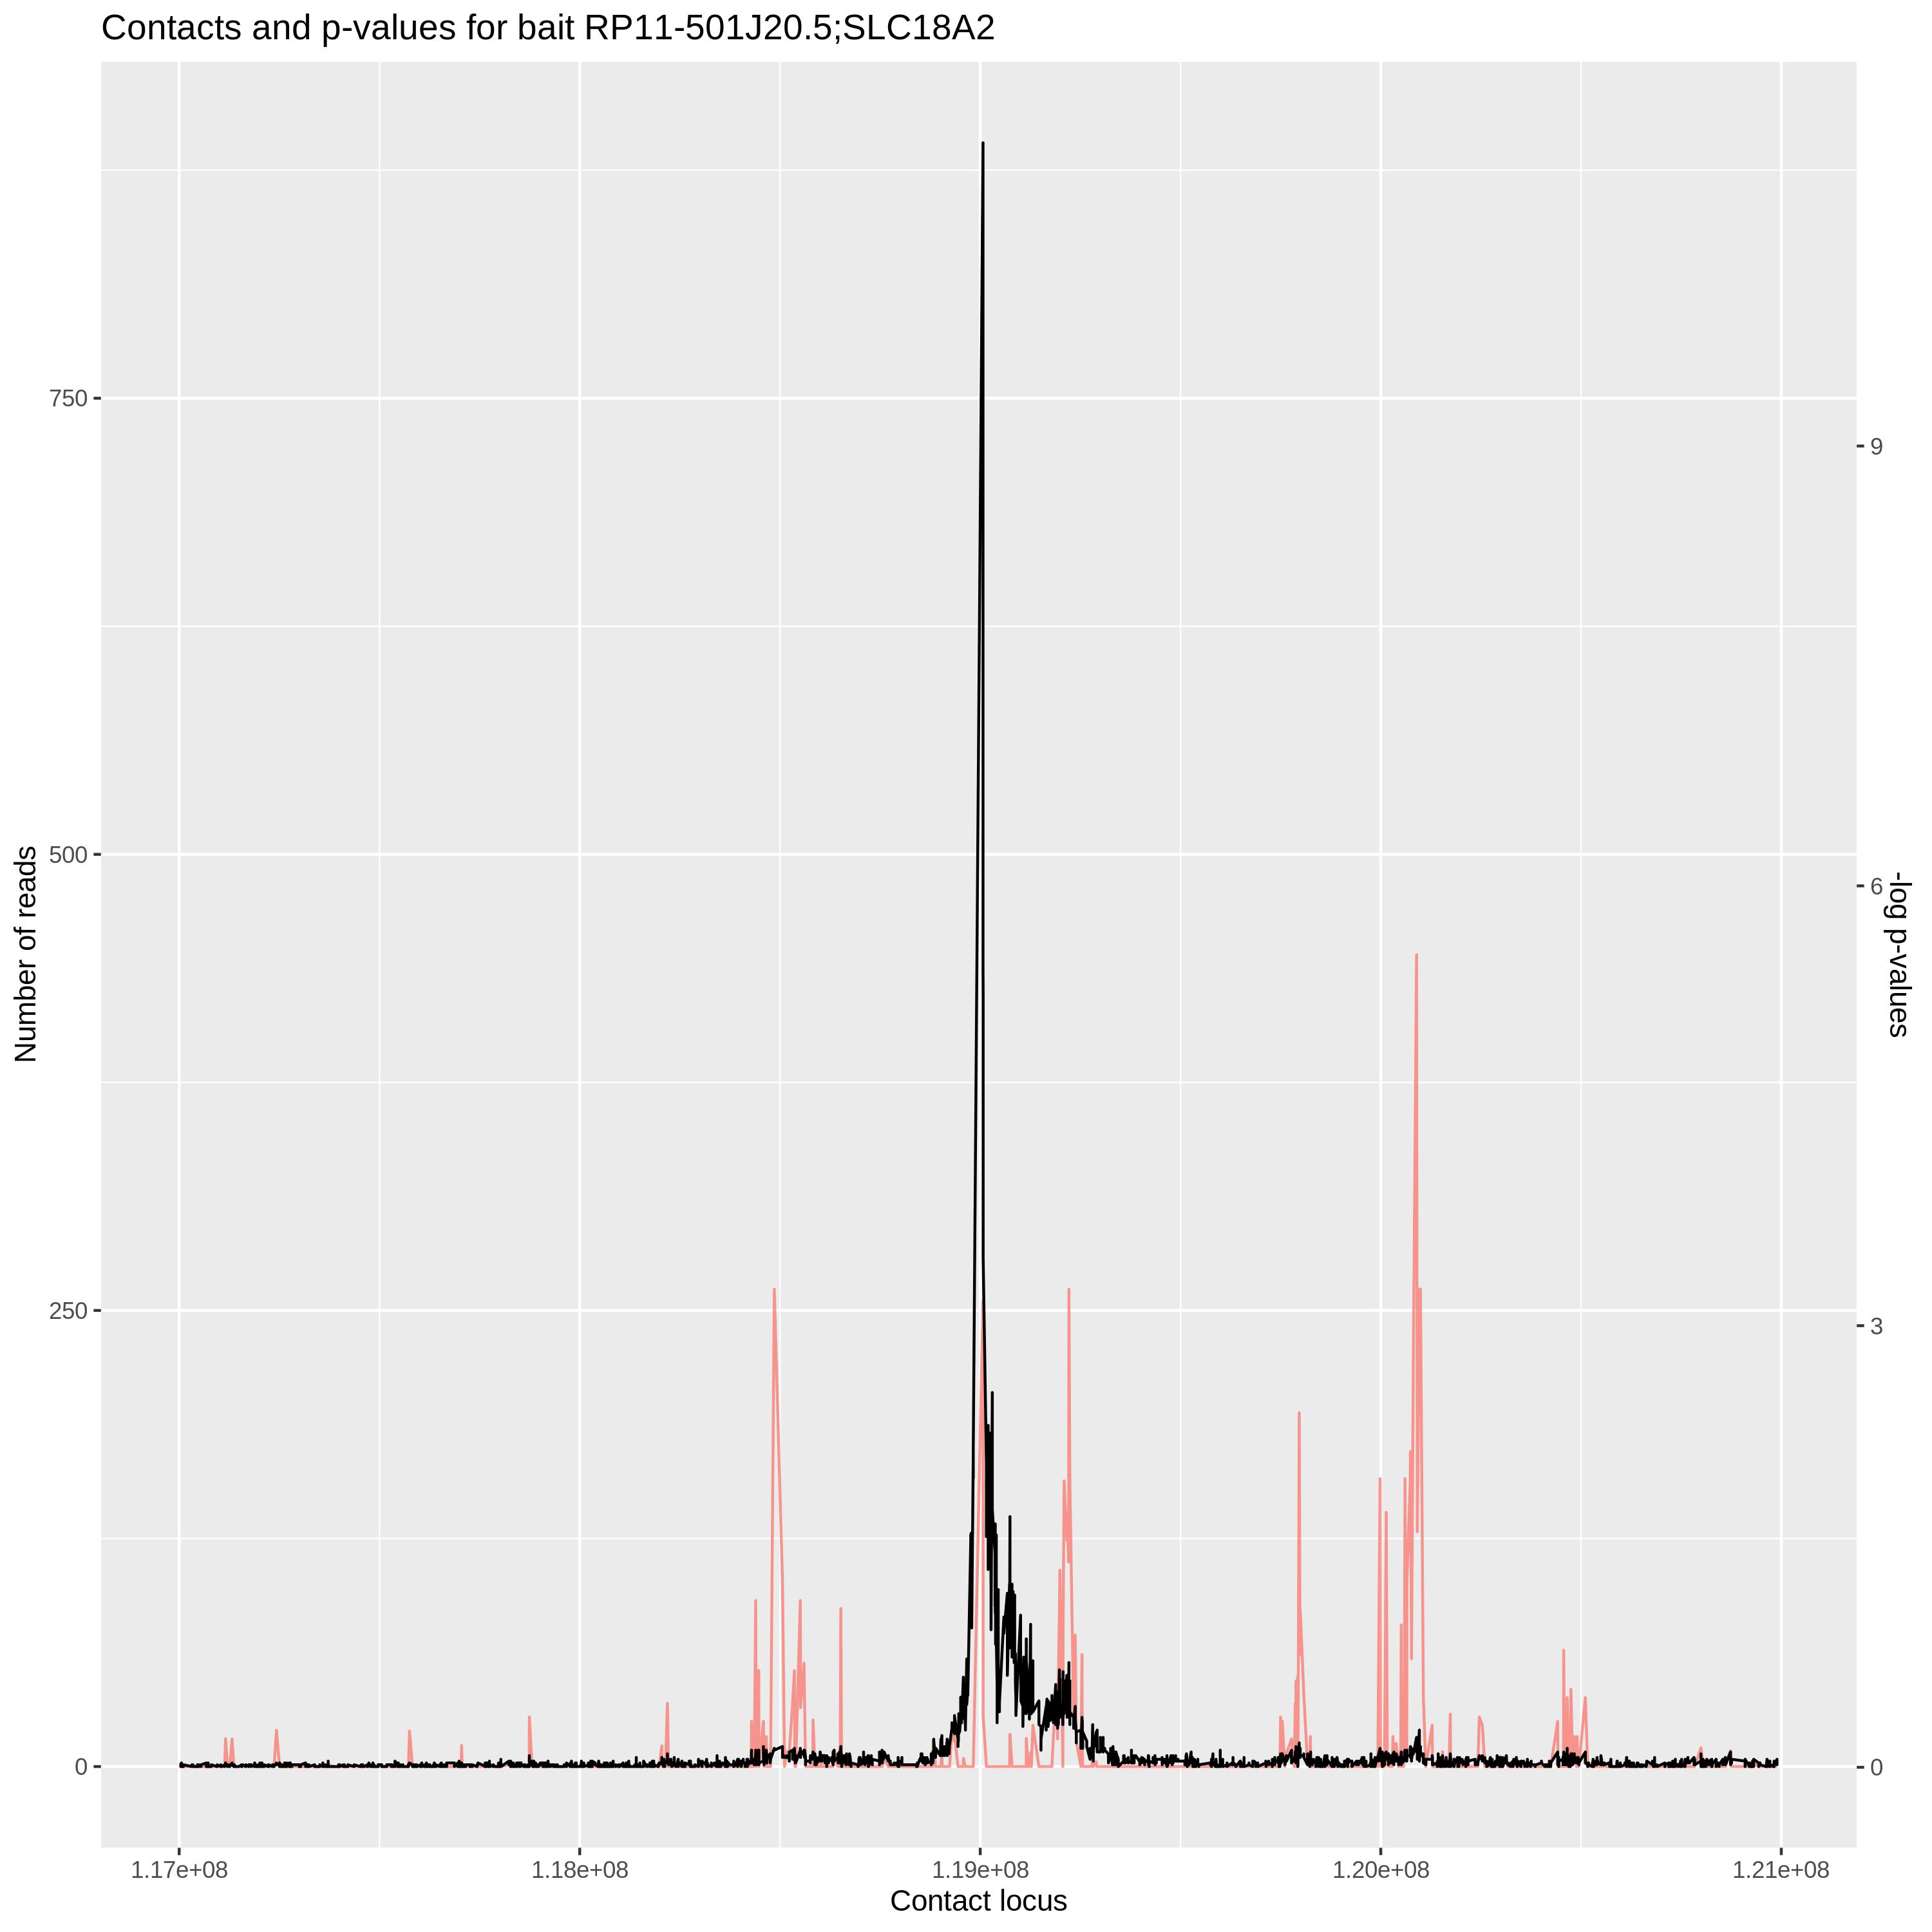 Contacts and p-values for bait RP11-501J20.5;SLC18A2
Number of reads
750
500
250
0
9
6
3
0
-log p-values
1.17e+08 1.18e+08 1.19e+08 1.20e+08 1.21e+08
Contact locus